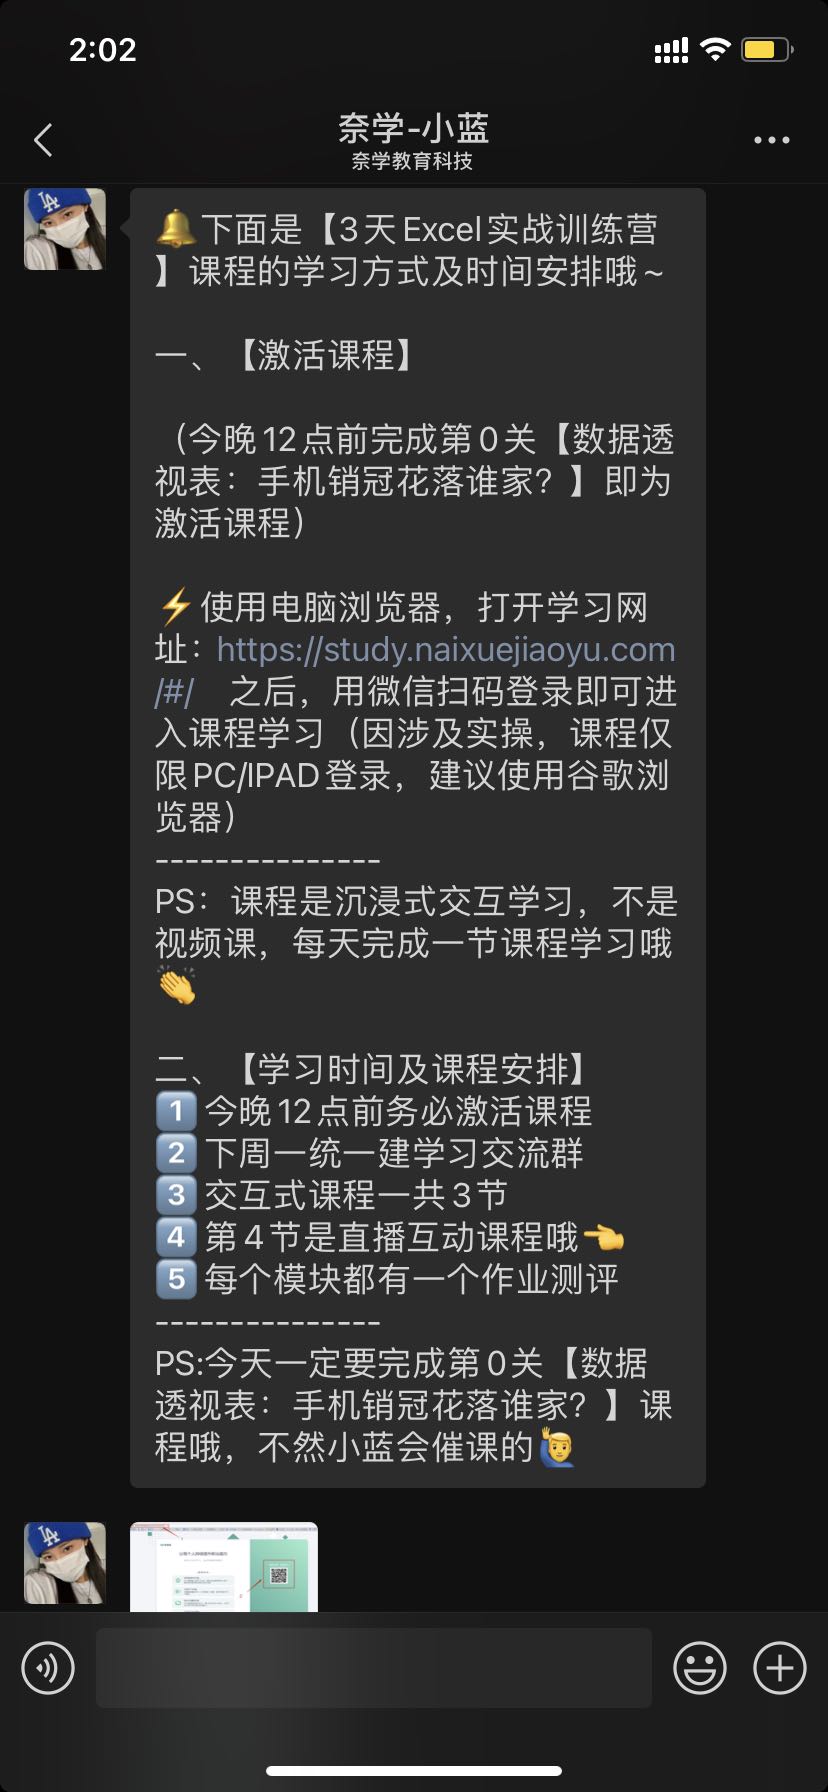 2:02
奈学-小蓝
奈学教育科技
🔔下面是【3天Excel实战训练营
】课程的学习方式及时间安排哦~
一、【激活课程】
（今晚12点前完成第0关【数据透
视表：手机销冠花落谁家？】即为
激活课程）
⚡使用电脑浏览器，打开学习网
址：https://study.naixuejiaoyu.com
/#/ 之后，用微信扫码登录即可进
入课程学习（因涉及实操，课程仅
限PC/IPAD登录，建议使用谷歌浏
览器）
---------------
PS：课程是沉浸式交互学习，不是
视频课，每天完成一节课程学习哦
👏
二、【学习时间及课程安排】
1️⃣今晚12点前务必激活课程
2️⃣下周一统一建学习交流群
3️⃣交互式课程一共3节
4️⃣第4节是直播互动课程哦👈
5️⃣每个模块都有一个作业测评
---------------
PS:今天一定要完成第0关【数据
透视表：手机销冠花落谁家？】课
程哦，不然小蓝会催课的🙋‍♂️